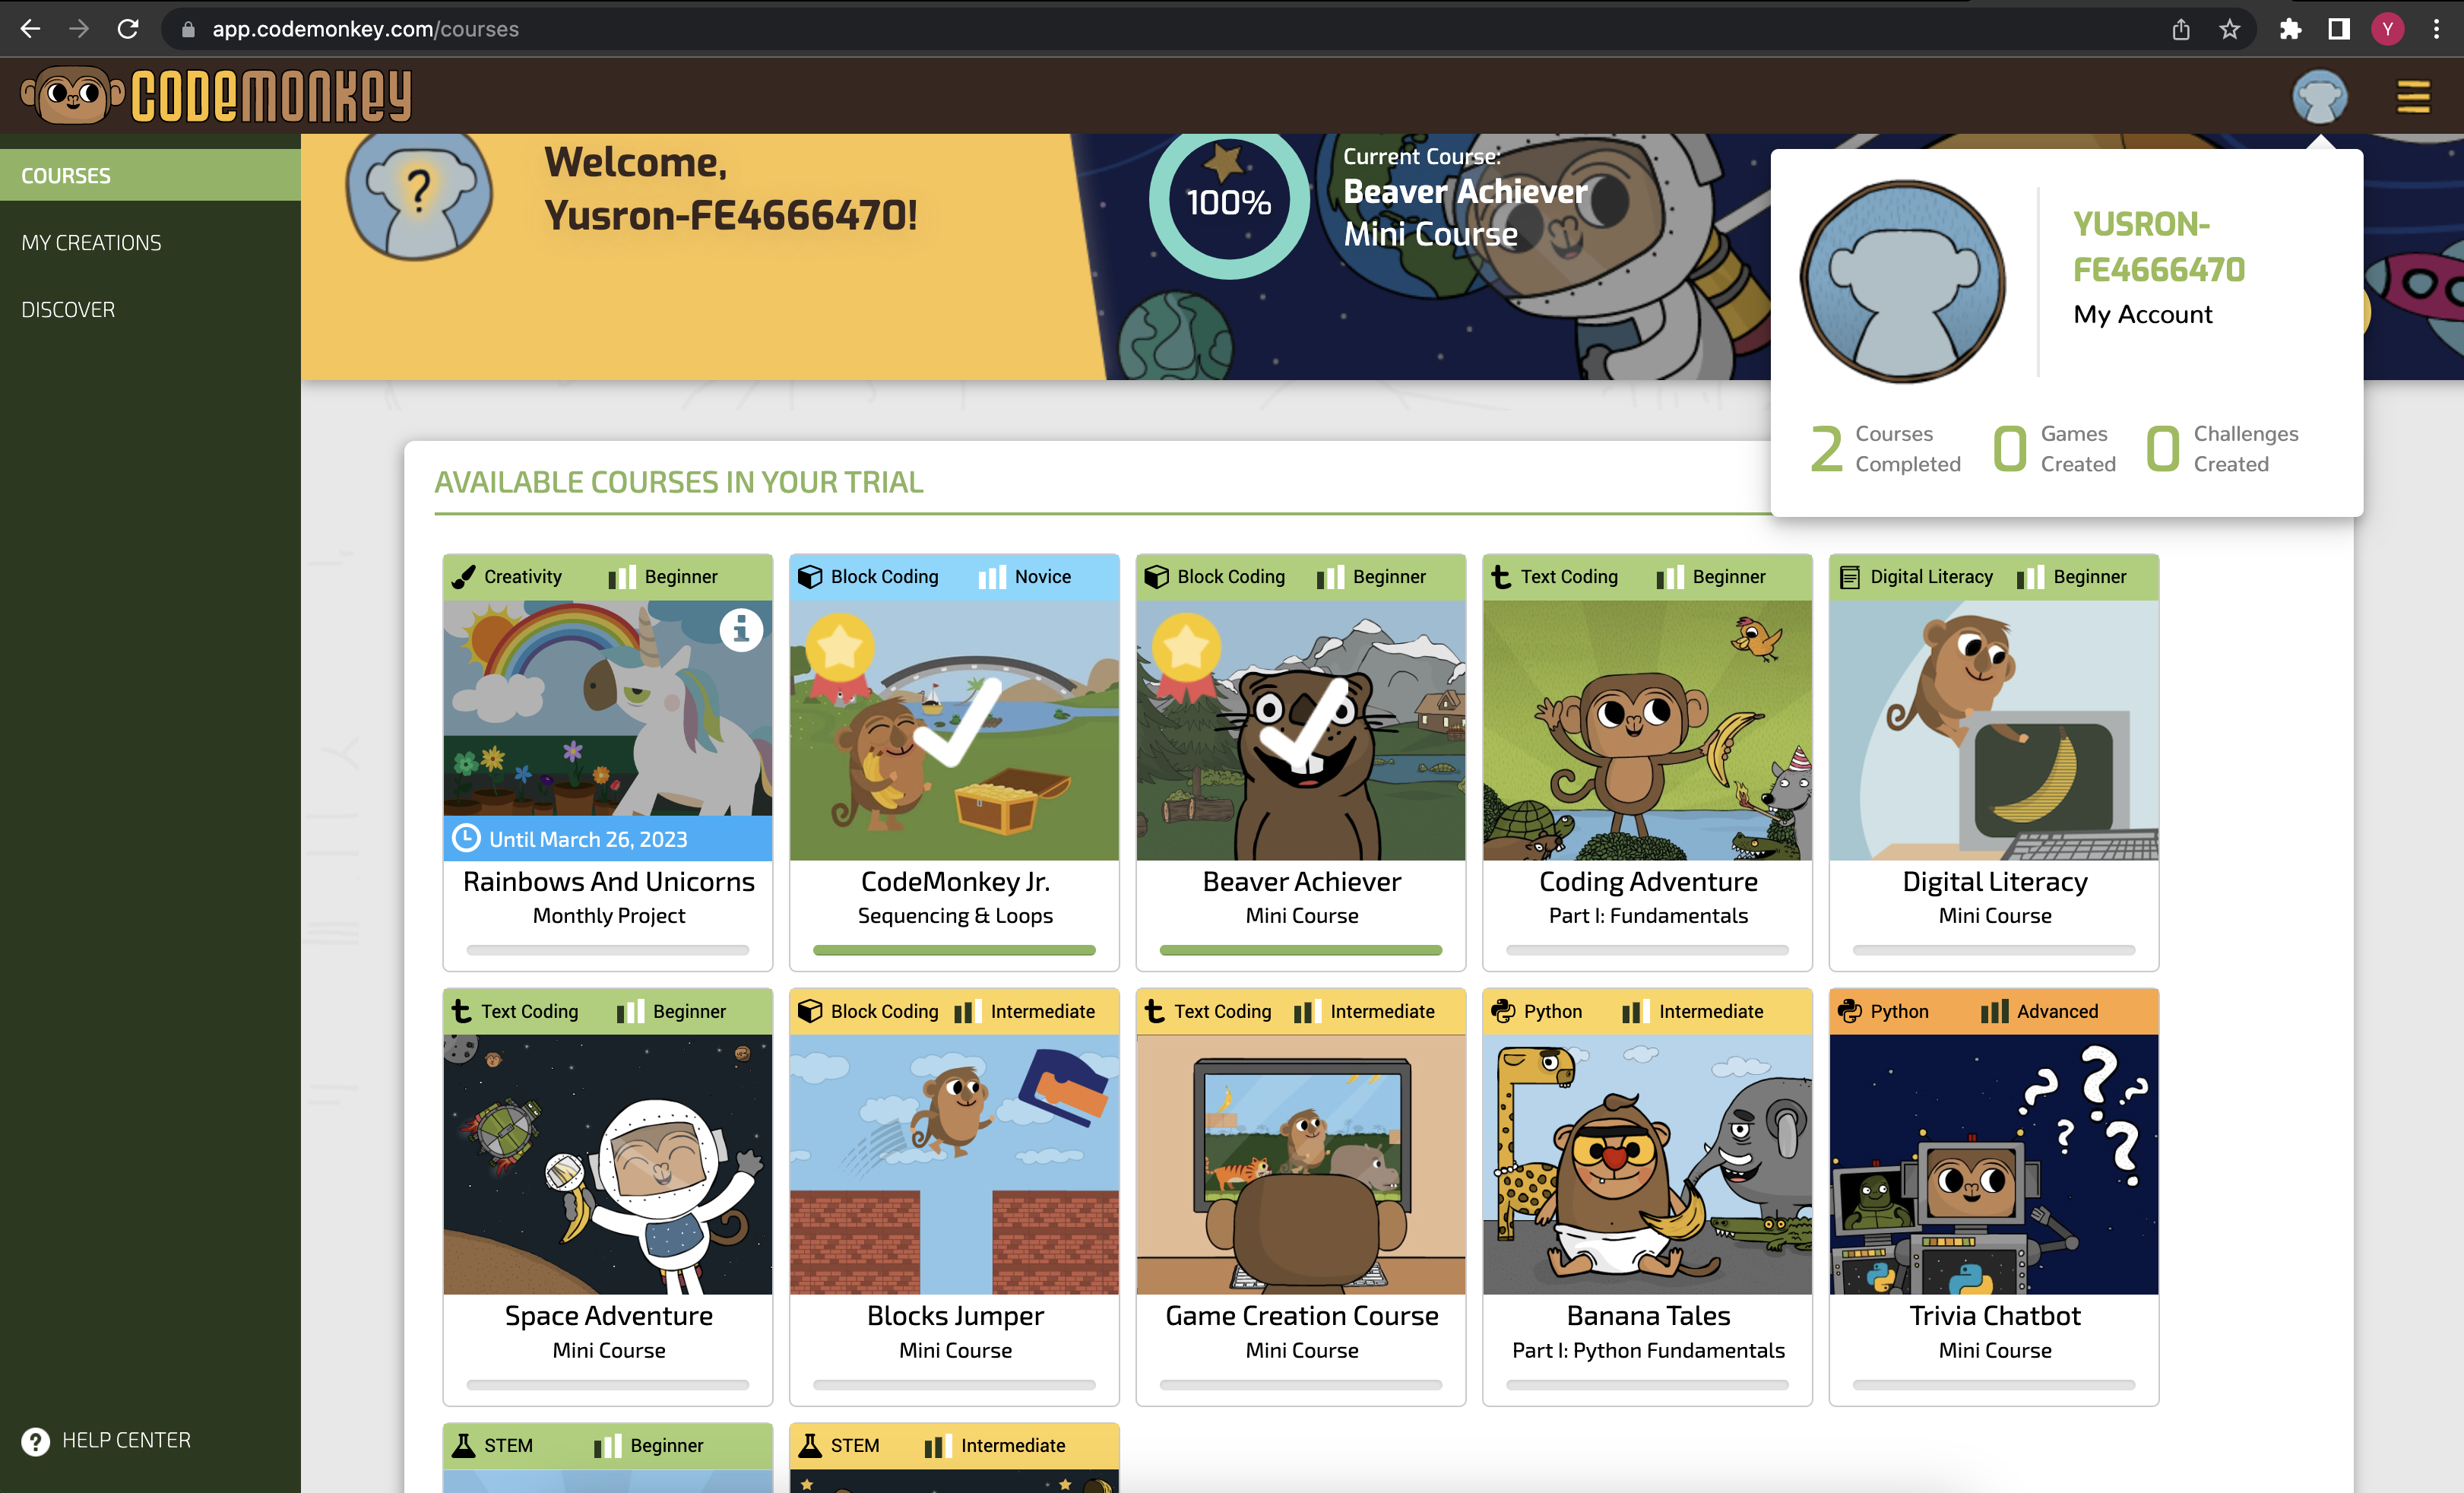 app.codemonkey.com/courses
Y
CODEMONKEY
COURSES
MY CREATIONS
DISCOVER
HELP CENTER
?
Welcome,
Yusron-FE4666470!
100%
Current Course:
Beaver Achiever
Mini Course
YUSRON-
FE4666470
My Account
2 Courses Completed
0 Games Created
0 Challenges Created
AVAILABLE COURSES IN YOUR TRIAL
Creativity Beginner
Until March 26, 2023
Rainbows And Unicorns
Monthly Project
Block Coding Novice
CodeMonkey Jr.
Sequencing & Loops
Block Coding Beginner
Beaver Achiever
Mini Course
Text Coding Beginner
Coding Adventure
Part I: Fundamentals
Digital Literacy Beginner
Digital Literacy
Mini Course
Text Coding Beginner
Space Adventure
Mini Course
Block Coding Intermediate
Blocks Jumper
Mini Course
Text Coding Intermediate
Game Creation Course
Mini Course
Python Intermediate
Banana Tales
Part I: Python Fundamentals
Python Advanced
? ? ? ? ?
Trivia Chatbot
Mini Course
STEM Beginner
STEM Intermediate